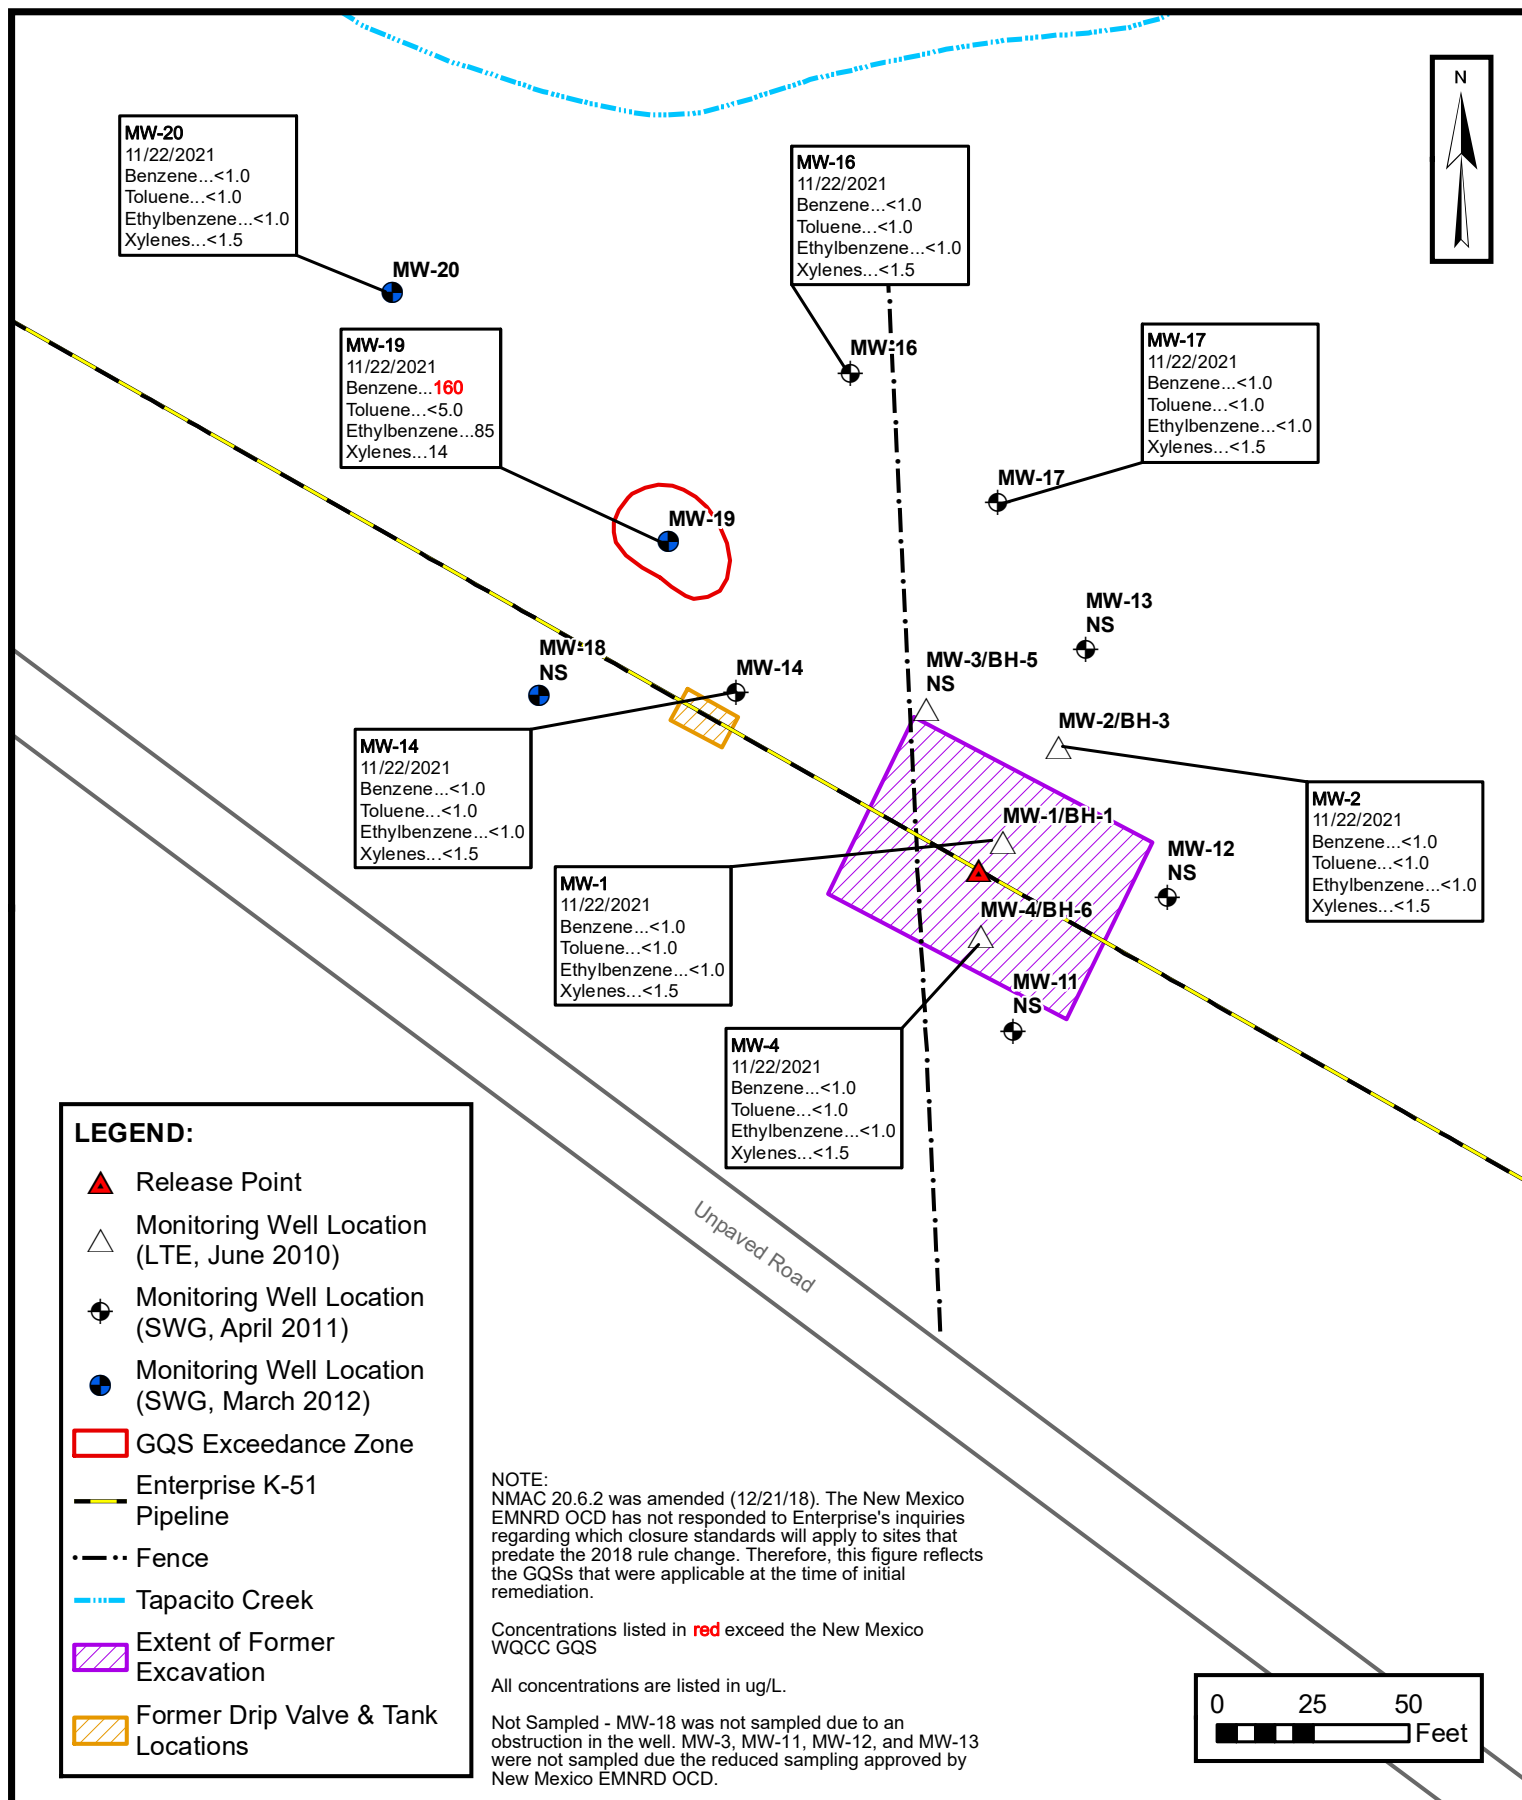 N
MW-20
11/22/2021
Benzene...<1.0
Toluene...<1.0
Ethylbenzene...<1.0
Xylenes...<1.5
MW-20
MW-16
11/22/2021
Benzene...<1.0
Toluene...<1.0
Ethylbenzene...<1.0
Xylenes...<1.5
MW-16
MW-19
11/22/2021
Benzene...160
Toluene...<5.0
Ethylbenzene...85
Xylenes...14
MW-19
MW-17
11/22/2021
Benzene...<1.0
Toluene...<1.0
Ethylbenzene...<1.0
Xylenes...<1.5
MW-17
MW-13
NS
MW-18
NS
MW-14
MW-3/BH-5
NS
MW-2/BH-3
MW-14
11/22/2021
Benzene...<1.0
Toluene...<1.0
Ethylbenzene...<1.0
Xylenes...<1.5
MW-2
11/22/2021
Benzene...<1.0
Toluene...<1.0
Ethylbenzene...<1.0
Xylenes...<1.5
MW-1/BH-1
MW-12
NS
MW-1
11/22/2021
Benzene...<1.0
Toluene...<1.0
Ethylbenzene...<1.0
Xylenes...<1.5
MW-4/BH-6
MW-11
NS
MW-4
11/22/2021
Benzene...<1.0
Toluene...<1.0
Ethylbenzene...<1.0
Xylenes...<1.5
Unpaved Road
LEGEND:
Release Point
Monitoring Well Location
(LTE, June 2010)
Monitoring Well Location
(SWG, April 2011)
Monitoring Well Location
(SWG, March 2012)
GQS Exceedance Zone
Enterprise K-51
Pipeline
Fence
Tapacito Creek
Extent of Former
Excavation
Former Drip Valve & Tank
Locations
NOTE:
NMAC 20.6.2 was amended (12/21/18). The New Mexico
EMNRD OCD has not responded to Enterprise's inquiries
regarding which closure standards will apply to sites that
predate the 2018 rule change. Therefore, this figure reflects
the GQSs that were applicable at the time of initial
remediation.
Concentrations listed in red exceed the New Mexico
WQCC GQS
All concentrations are listed in ug/L.
Not Sampled - MW-18 was not sampled due to an
obstruction in the well. MW-3, MW-11, MW-12, and MW-13
were not sampled due the reduced sampling approved by
New Mexico EMNRD OCD.
0 25 50
Feet